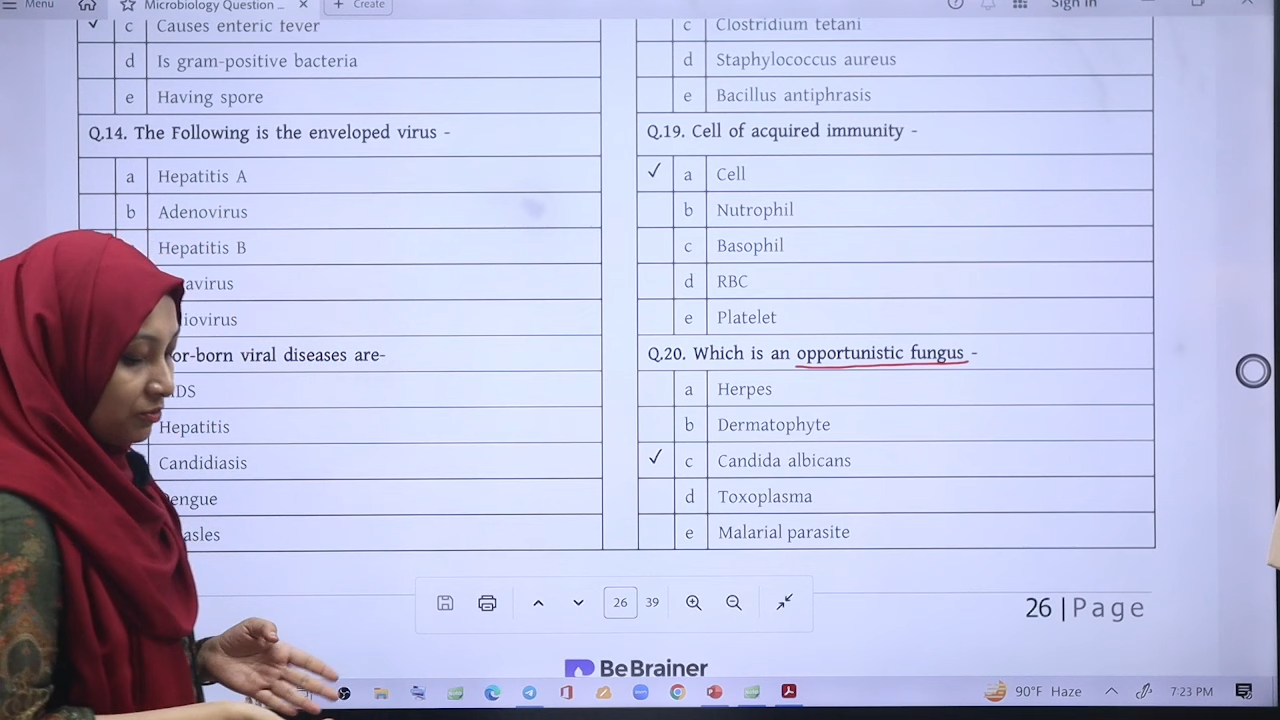 Menu
Microbiology Question _
Create
Sign in
✓ c Causes enteric fever
d Is gram-positive bacteria
e Having spore
Q.14. The Following is the enveloped virus -
a Hepatitis A
b Adenovirus
Hepatitis B
avirus
iovirus
or-born viral diseases are-
DS
Hepatitis
Candidiasis
engue
asles
c Clostridium tetani
d Staphylococcus aureus
e Bacillus antiphrasis
Q.19. Cell of acquired immunity -
✓ a Cell
b Nutrophil
c Basophil
d RBC
e Platelet
Q.20. Which is an opportunistic fungus -
a Herpes
b Dermatophyte
✓ c Candida albicans
d Toxoplasma
e Malarial parasite
26 39
26 | Page
BeBrainer
90°F Haze
7:23 PM